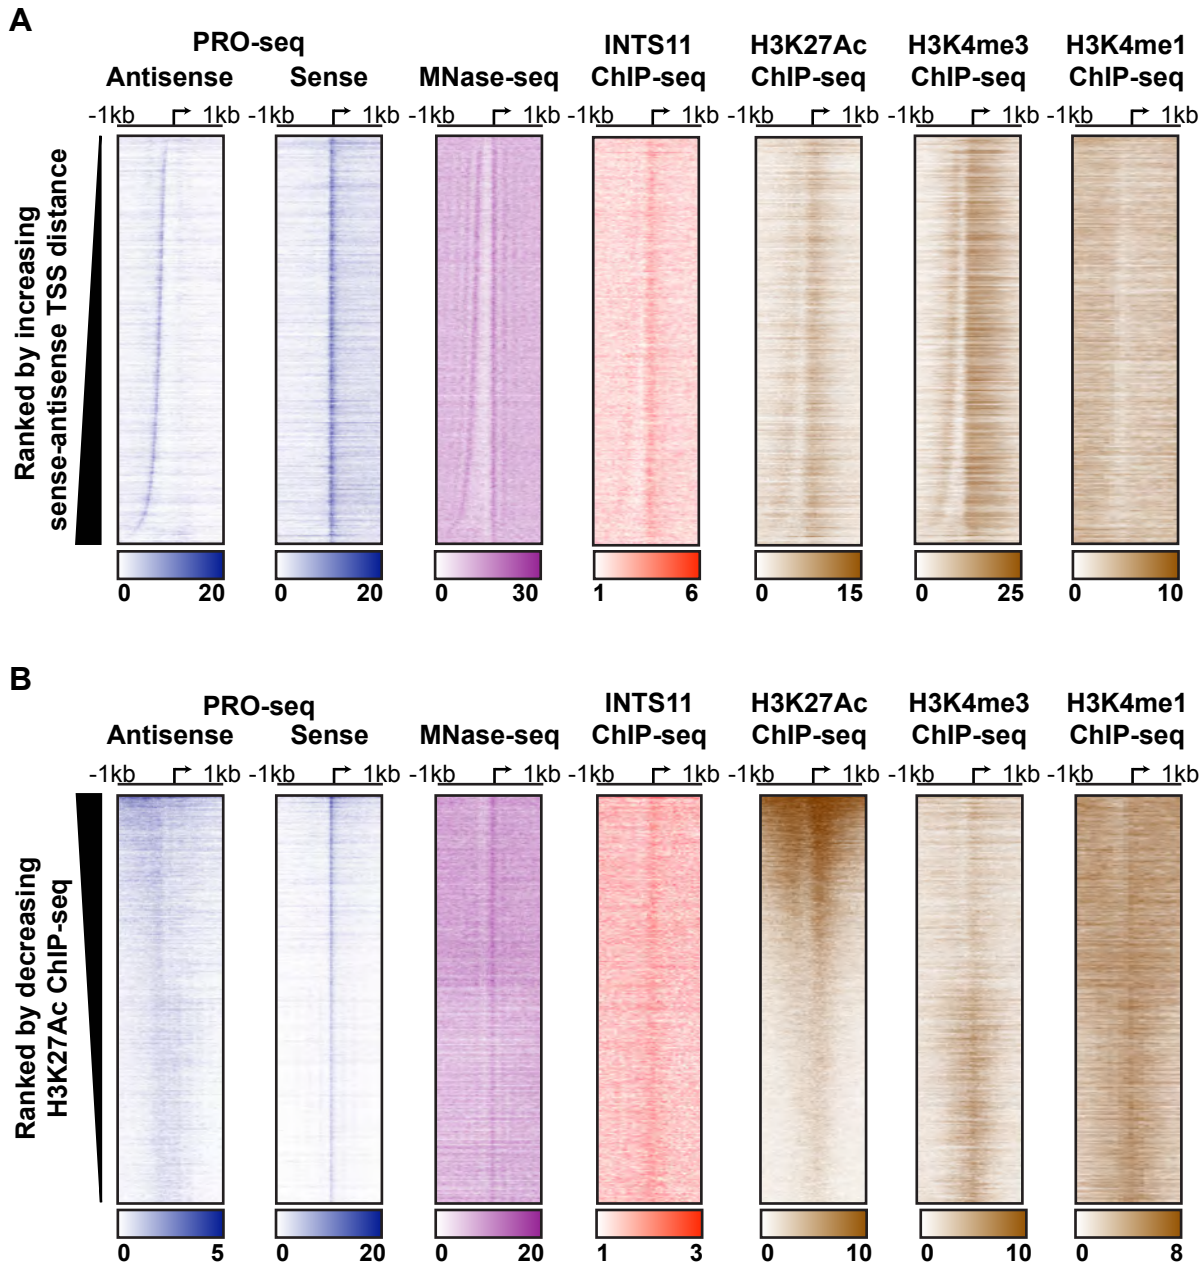 A
PRO-seq
Antisense
Sense
MNase-seq
INTS11
ChIP-seq
H3K27Ac
ChIP-seq
H3K4me3
ChIP-seq
H3K4me1
ChIP-seq
-1kb 1kb -1kb 1kb -1kb 1kb -1kb 1kb -1kb 1kb -1kb 1kb -1kb 1kb
Ranked by increasing
sense-antisense TSS distance
0 20 0 20 0 30 1 6 0 15 0 25 0 10
B
PRO-seq
Antisense
Sense
MNase-seq
INTS11
ChIP-seq
H3K27Ac
ChIP-seq
H3K4me3
ChIP-seq
H3K4me1
ChIP-seq
-1kb 1kb -1kb 1kb -1kb 1kb -1kb 1kb -1kb 1kb -1kb 1kb -1kb 1kb
Ranked by decreasing
H3K27Ac ChIP-seq
0 5 0 20 0 20 1 3 0 10 0 10 0 8